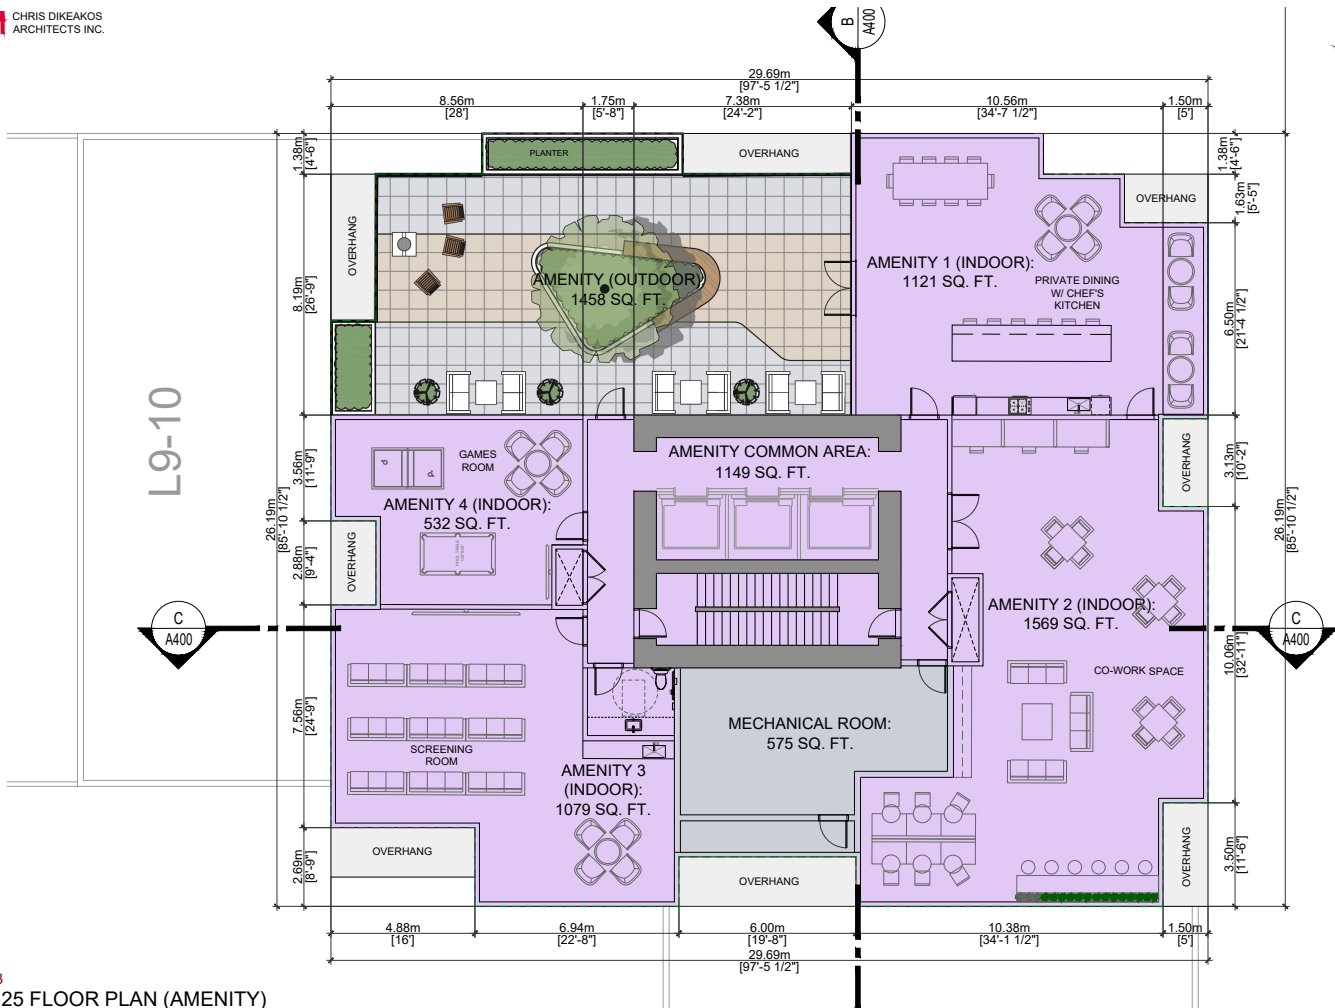 CHRIS DIKEAKOS
ARCHITECTS INC.
B
A400
29.69m
[97'-5 1/2"]
8.56m
[28']
1.75m
[5'-8"]
7.38m
[24'-2"]
10.56m
[34'-7 1/2"]
1.50m
[5']
1.38m
[4'-6"]
PLANTER
OVERHANG
1.38m
[4'-6"]
OVERHANG
1.63m
[5'-5"]
OVERHANG
8.19m
[26'-9"]
AMENITY (OUTDOOR)
1458 SQ. FT.
AMENITY 1 (INDOOR):
1121 SQ. FT.
PRIVATE DINING
W/ CHEF'S
KITCHEN
6.50m
[21'-4 1/2"]
L9-10
GAMES
ROOM
AMENITY COMMON AREA:
1149 SQ. FT.
OVERHANG
3.13m
[10'-2"]
3.56m
[11'-9"]
AMENITY 4 (INDOOR):
532 SQ. FT.
26.19m
[85'-10 1/2"]
26.19m
[85'-10 1/2"]
2.88m
[9'-4"]
OVERHANG
POOL TABLE
AMENITY 2 (INDOOR):
1569 SQ. FT.
C
A400
C
A400
10.06m
[32'-11"]
CO-WORK SPACE
7.56m
[24'-9"]
SCREENING
ROOM
MECHANICAL ROOM:
575 SQ. FT.
AMENITY 3
(INDOOR):
1079 SQ. FT.
2.69m
[8'-9"]
OVERHANG
OVERHANG
OVERHANG
3.50m
[11'-6"]
4.88m
[16']
6.94m
[22'-8"]
6.00m
[19'-8"]
10.38m
[34'-1 1/2"]
1.50m
[5']
29.69m
[97'-5 1/2"]
25 FLOOR PLAN (AMENITY)